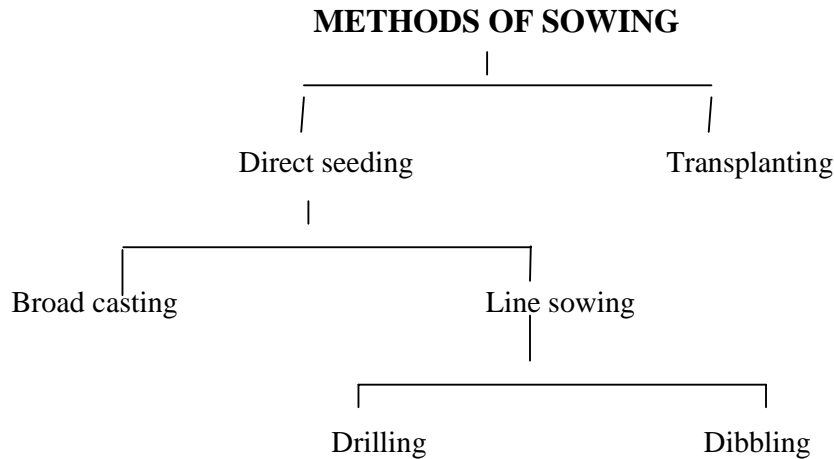 METHODS OF SOWING
Direct seeding Transplanting
Broad casting Line sowing
Drilling Dibbling